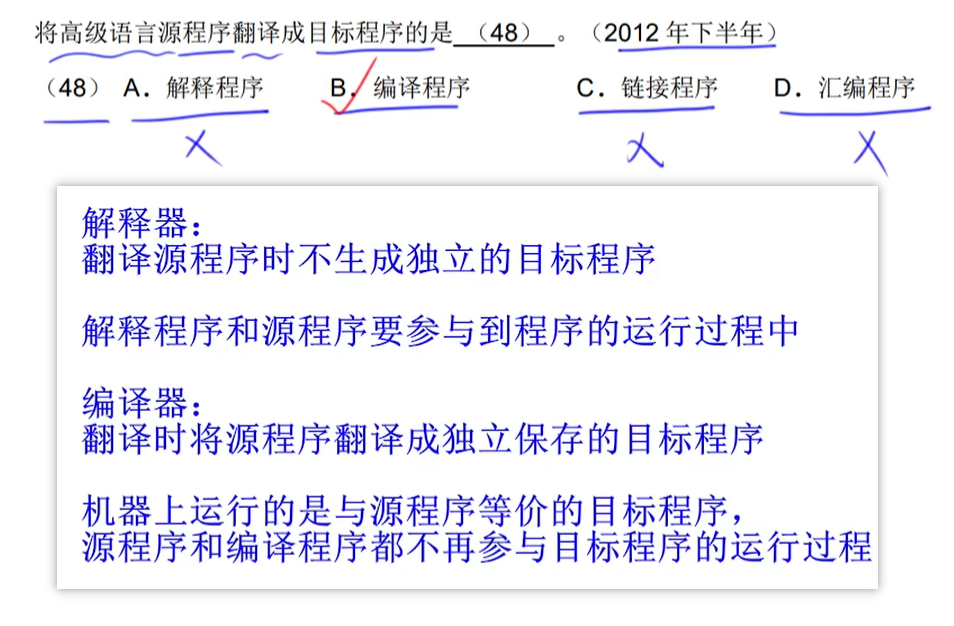 将高级语言源程序翻译成目标程序的是 （48） 。（2012 年下半年）
（48） A．解释程序 B．编译程序 C．链接程序 D．汇编程序
解释器：
翻译源程序时不生成独立的目标程序
解释程序和源程序要参与到程序的运行过程中
编译器：
翻译时将源程序翻译成独立保存的目标程序
机器上运行的是与源程序等价的目标程序，
源程序和编译程序都不再参与目标程序的运行过程